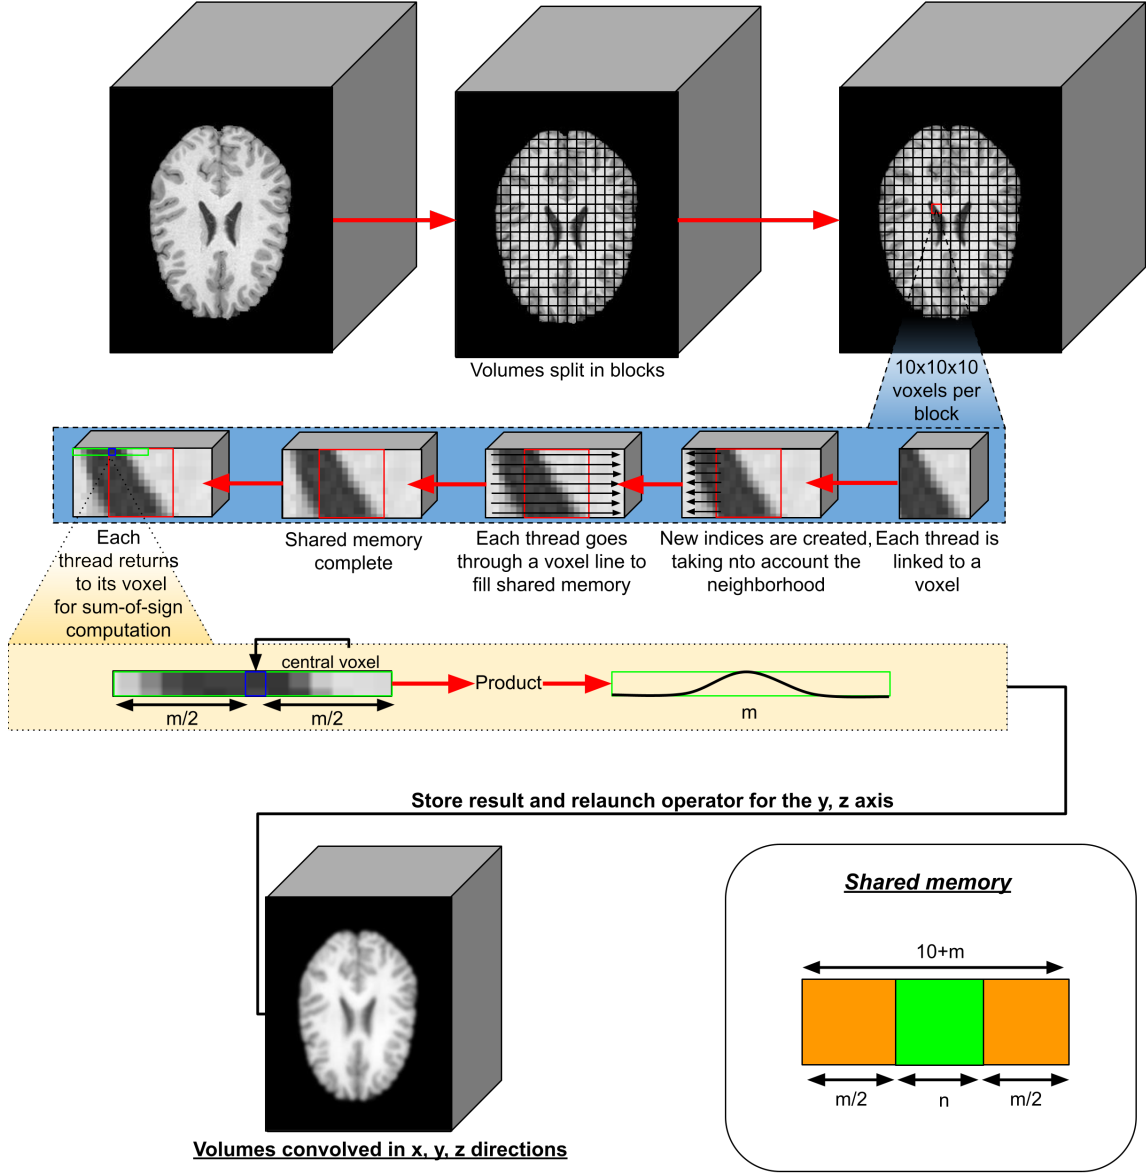 Volumes split in blocks
10x10x10
voxels per
block
Each
thread returns
to its voxel
for sum-of-sign
computation
Shared memory
complete
Each thread goes
through a voxel line to
fill shared memory
New indices are created,
taking nto account the
neighborhood
Each thread is
linked to a
voxel
central voxel
m/2
m/2
Product
m
Store result and relaunch operator for the y, z axis
Volumes convolved in x, y, z directions
Shared memory
10+m
m/2
n
m/2